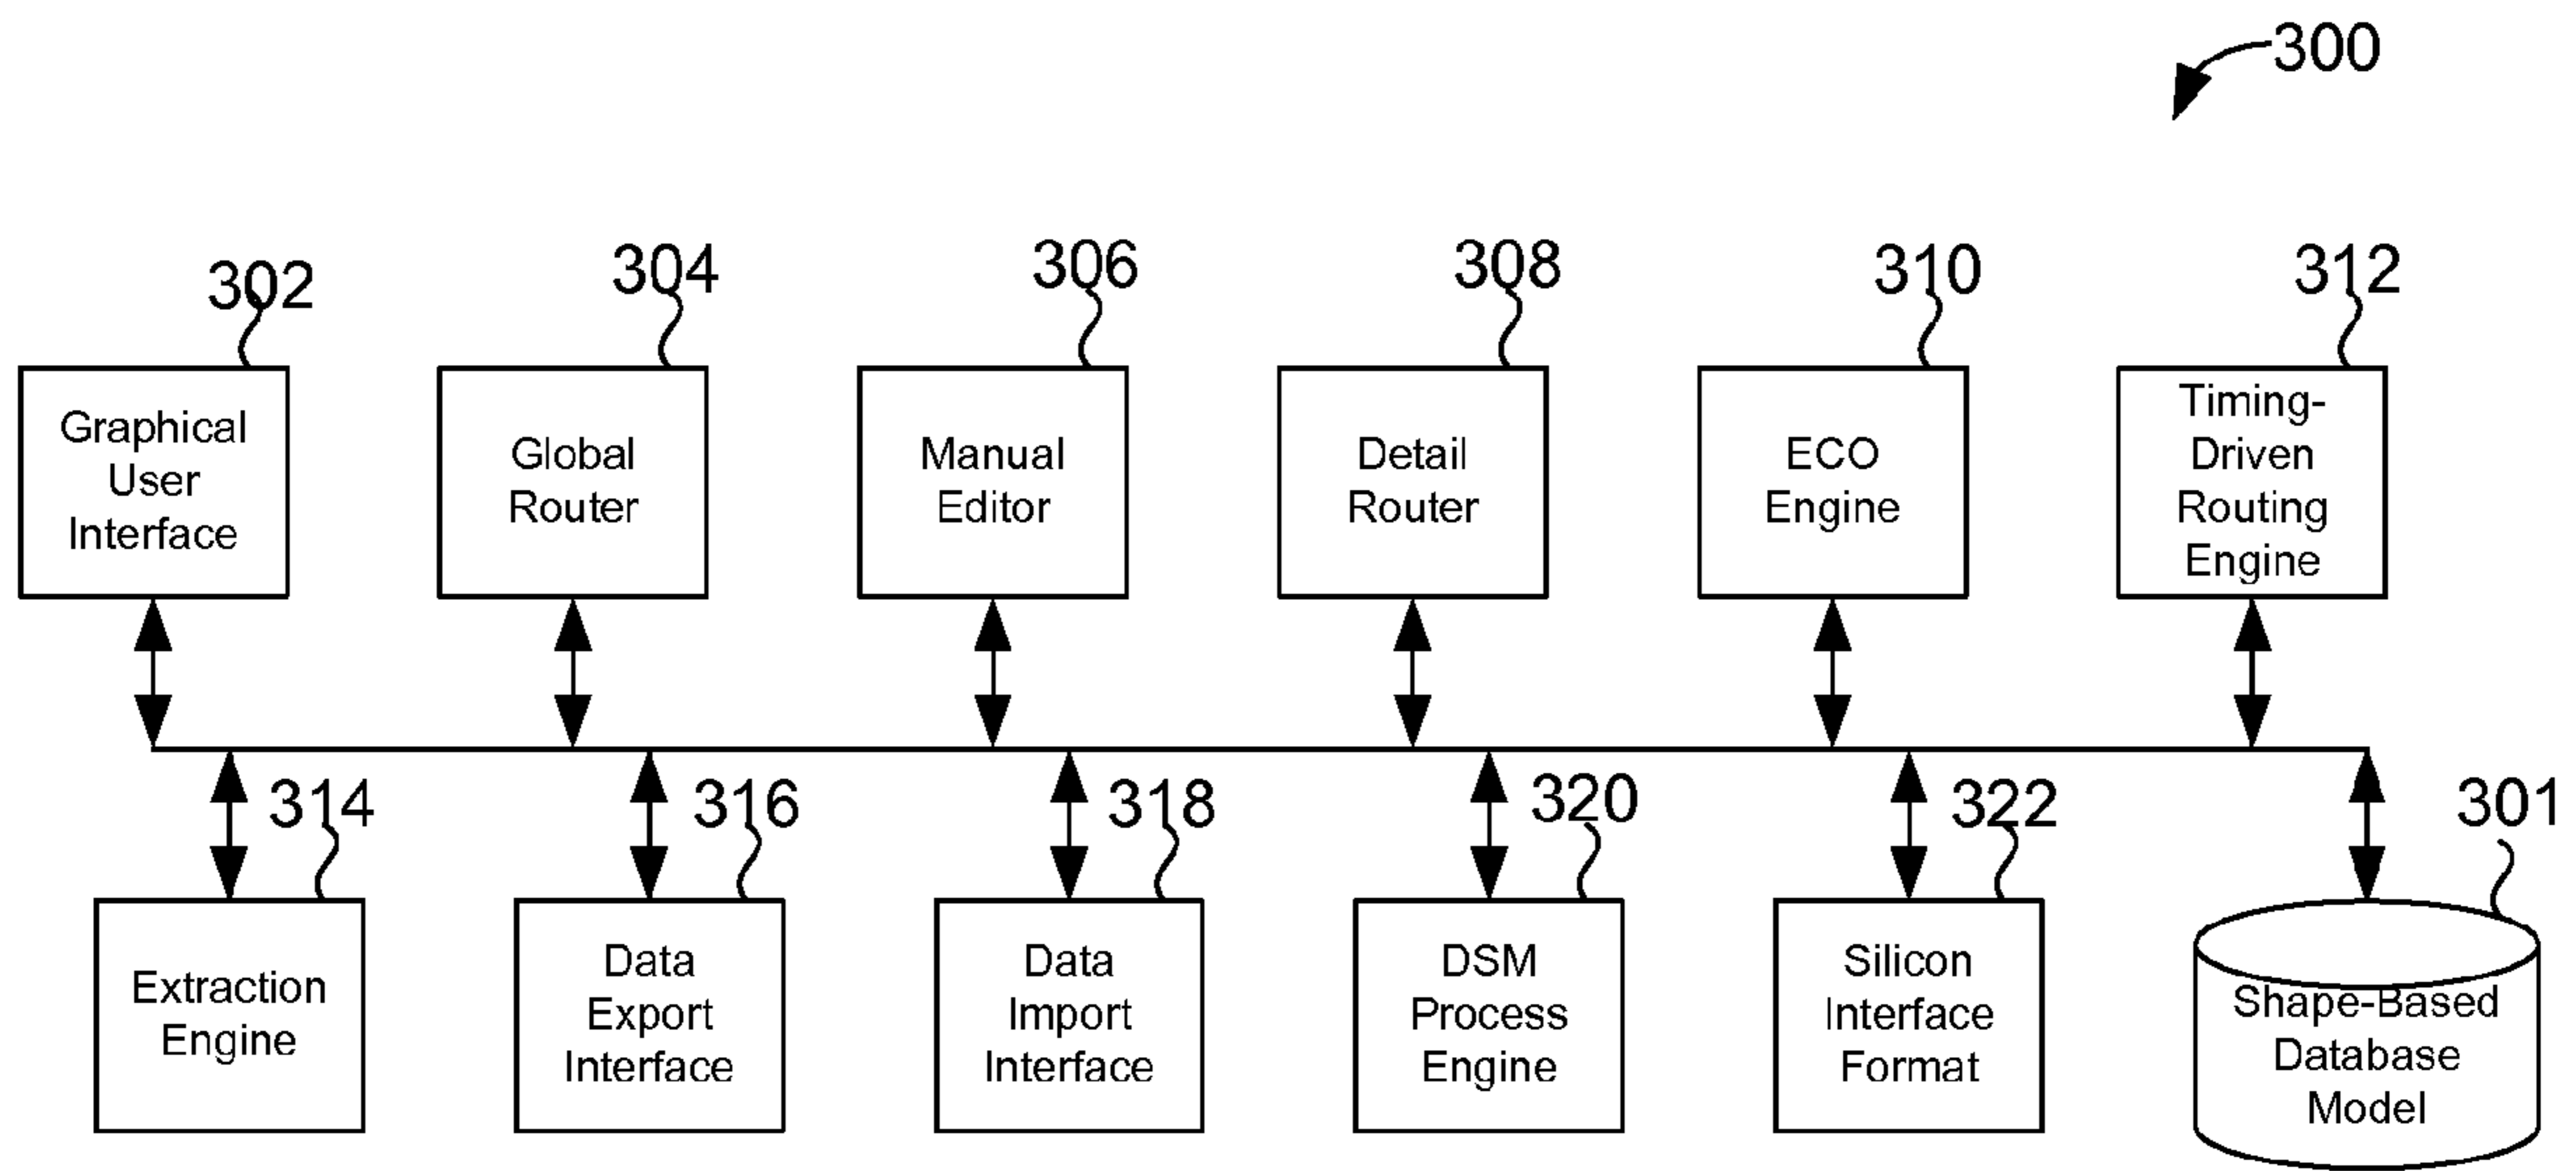 300
302
304
306
308
310
312
Graphical
User
Interface
Global
Router
Manual
Editor
Detail
Router
ECO
Engine
Timing-
Driven
Routing
Engine
314
316
318
320
322
301
Extraction
Engine
Data
Export
Interface
Data
Import
Interface
DSM
Process
Engine
Silicon
Interface
Format
Shape-Based
Database
Model